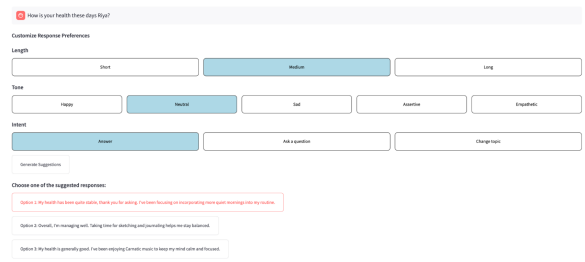 How is your health these days Riya?
Customize Response Preferences
Length
Short Medium Long
Tone
Happy Neutral Sad Assertive Empathetic
Intent
Answer Ask a question Change topic
Generate Suggestions
Choose one of the suggested responses:
Option 1: My health has been quite stable, thank you for asking. I've been focusing on incorporating more quiet mornings into my routine.
Option 2: Overall, I'm managing well. Taking time for sketching and journaling helps me stay balanced.
Option 3: My health is generally good. I've been enjoying Carnatic music to keep my mind calm and focused.